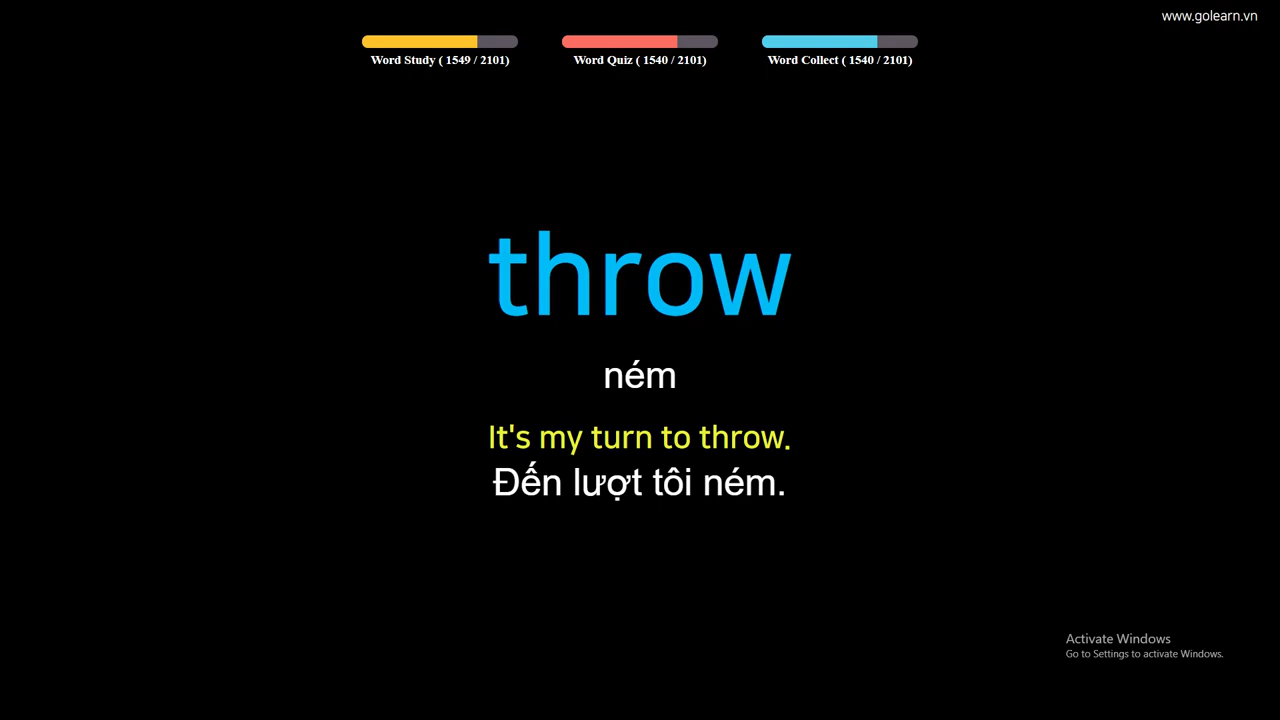 www.golearn.vn
Word Study ( 1549 / 2101)
Word Quiz ( 1540 / 2101)
Word Collect ( 1540 / 2101)
throw
ném
It's my turn to throw.
Đến lượt tôi ném.
Activate Windows
Go to Settings to activate Windows.